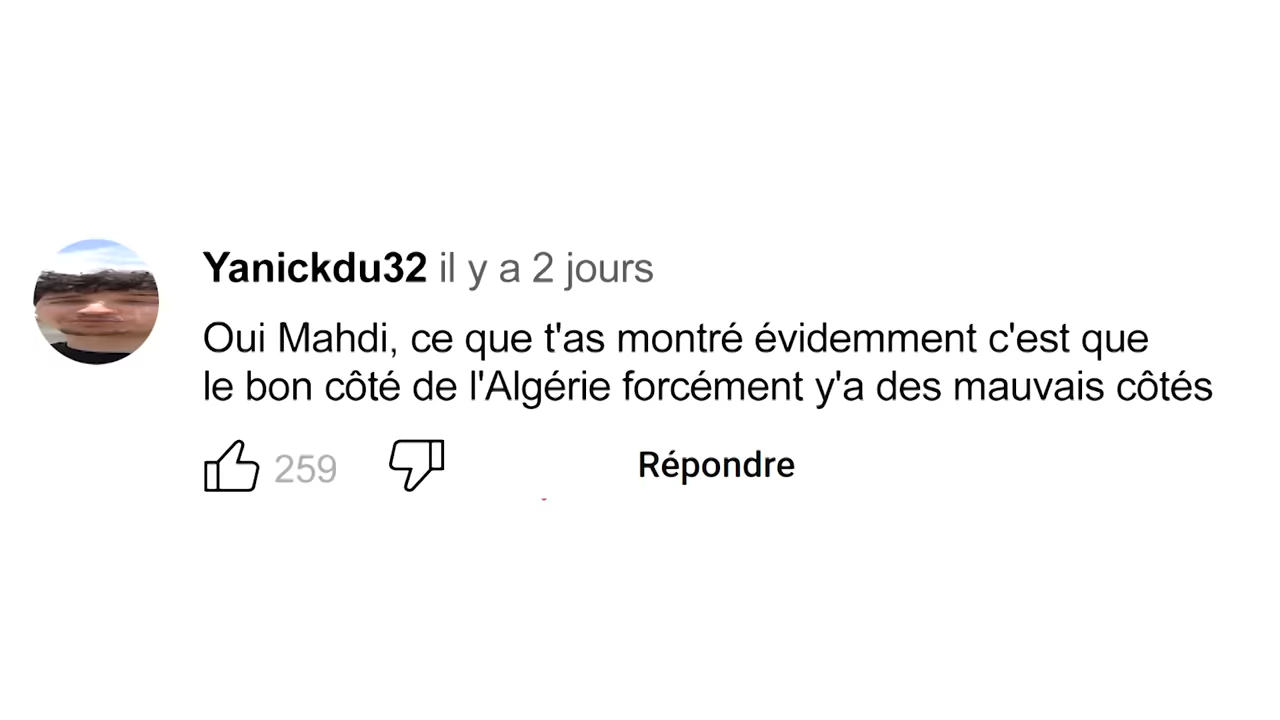 Yanickdu32 il y a 2 jours
Oui Mahdi, ce que t'as montré évidemment c'est que
le bon côté de l'Algérie forcément y'a des mauvais côtés
259 Répondre